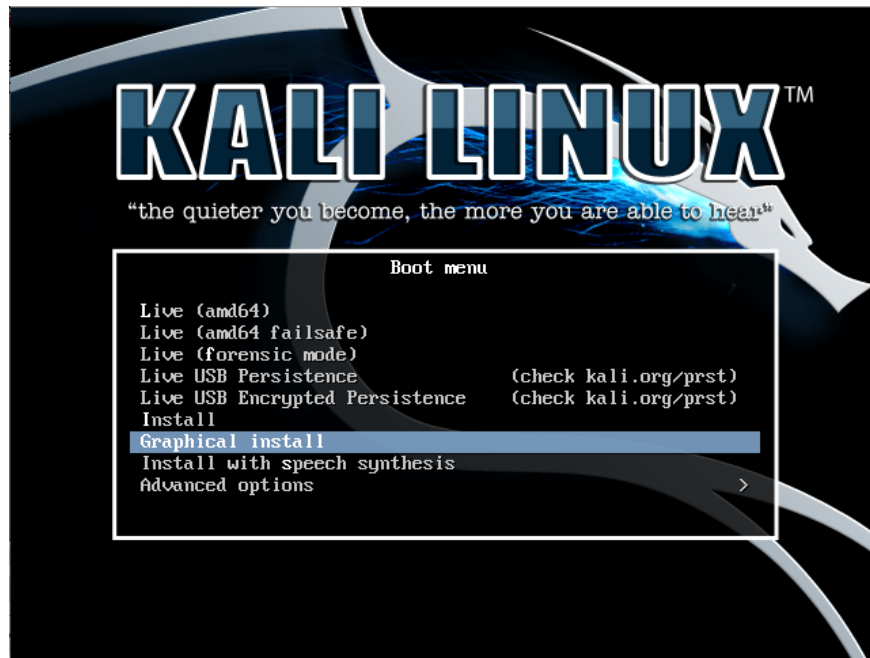 KALI LINUX™
“the quieter you become, the more you are able to hear”
Boot menu
Live (amd64)
Live (amd64 failsafe)
Live (forensic mode)
Live USB Persistence (check kali.org/prst)
Live USB Encrypted Persistence (check kali.org/prst)
Install
Graphical install
Install with speech synthesis
Advanced options >